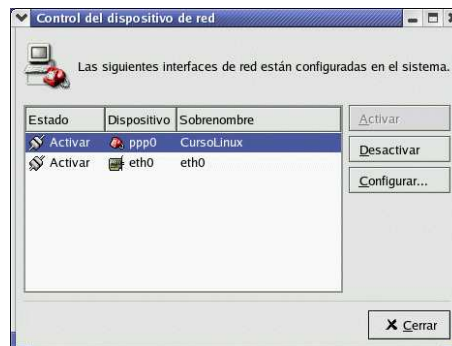 Control del dispositivo de red
Las siguientes interfaces de red están configuradas en el sistema.
Estado Dispositivo Sobrenombre
Activar ppp0 CursoLinux
Activar eth0 eth0
Activar
Desactivar
Configurar...
Cerrar